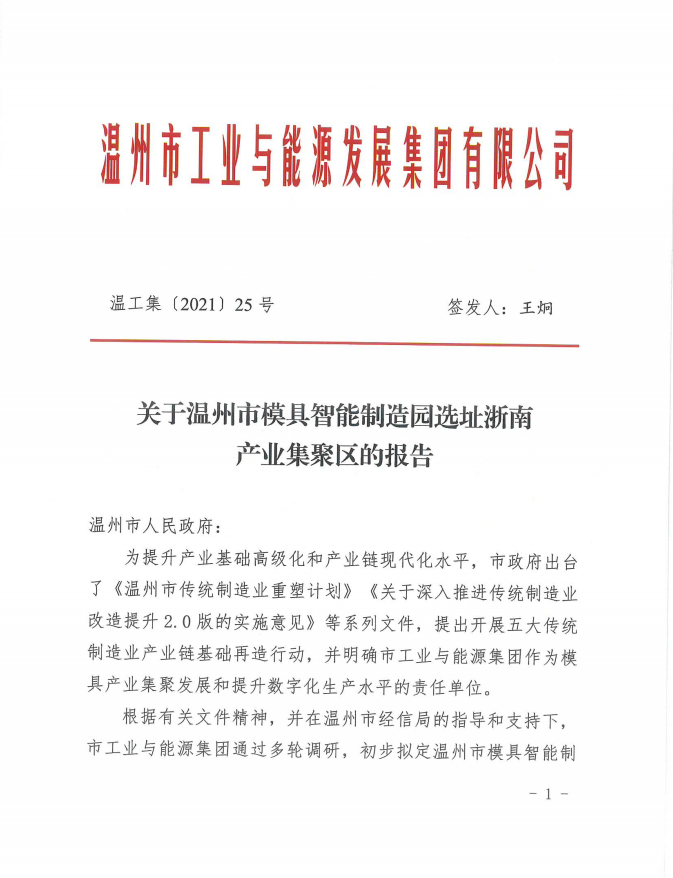 温州市工业与能源发展集团有限公司
温工集〔2021〕25号
签发人：王炯
关于温州市模具智能制造园选址浙南
产业集聚区的报告
温州市人民政府：
为提升产业基础高级化和产业链现代化水平，市政府出台
了《温州市传统制造业重塑计划》《关于深入推进传统制造业
改造提升2.0版的实施意见》等系列文件，提出开展五大传统
制造业产业链基础再造行动，并明确市工业与能源集团作为模
具产业集聚发展和提升数字化生产水平的责任单位。
根据有关文件精神，并在温州市经信局的指导和支持下，
市工业与能源集团通过多轮调研，初步拟定温州市模具智能制
- 1 -